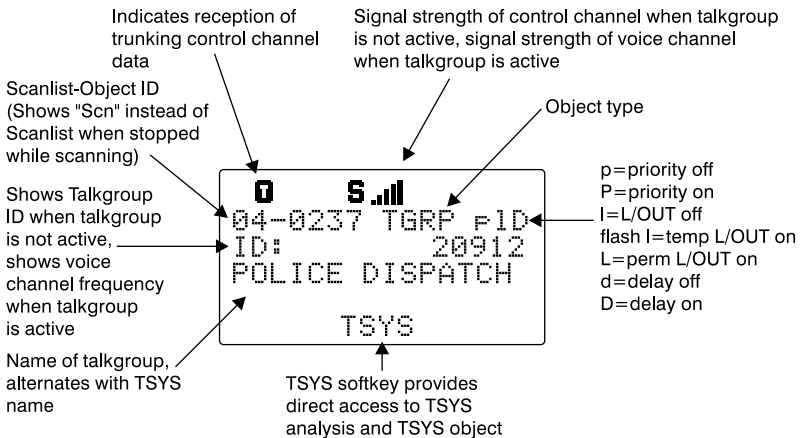 Indicates reception of
trunking control channel
data
Signal strength of control channel when talkgroup
is not active, signal strength of voice channel
when talkgroup is active
Scanlist-Object ID
(Shows "Scn" instead of
Scanlist when stopped
while scanning)
Object type
T S
04-0237 TGRP plD
ID: 20912
POLICE DISPATCH
TSYS
Shows Talkgroup
ID when talkgroup
is not active,
shows voice
channel frequency
when talkgroup
is active
p=priority off
P=priority on
l=L/OUT off
flash l=temp L/OUT on
L=perm L/OUT on
d=delay off
D=delay on
Name of talkgroup,
alternates with TSYS
name
TSYS softkey provides
direct access to TSYS
analysis and TSYS object